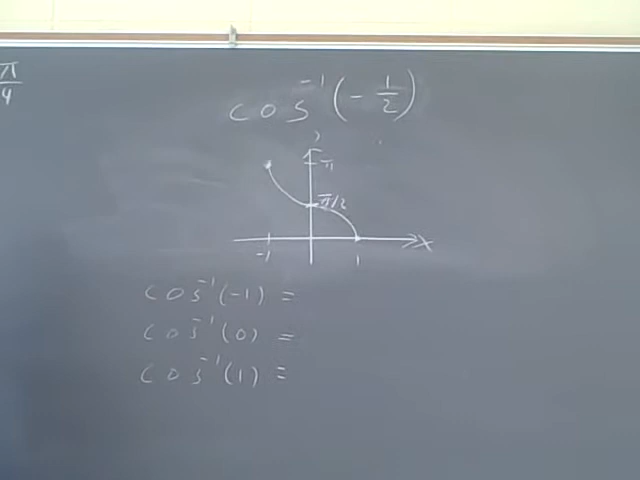 π/4
cos⁻¹(-1/2)
π
π/2
-1 1 x
cos⁻¹(-1) =
cos⁻¹(0) =
cos⁻¹(1) =